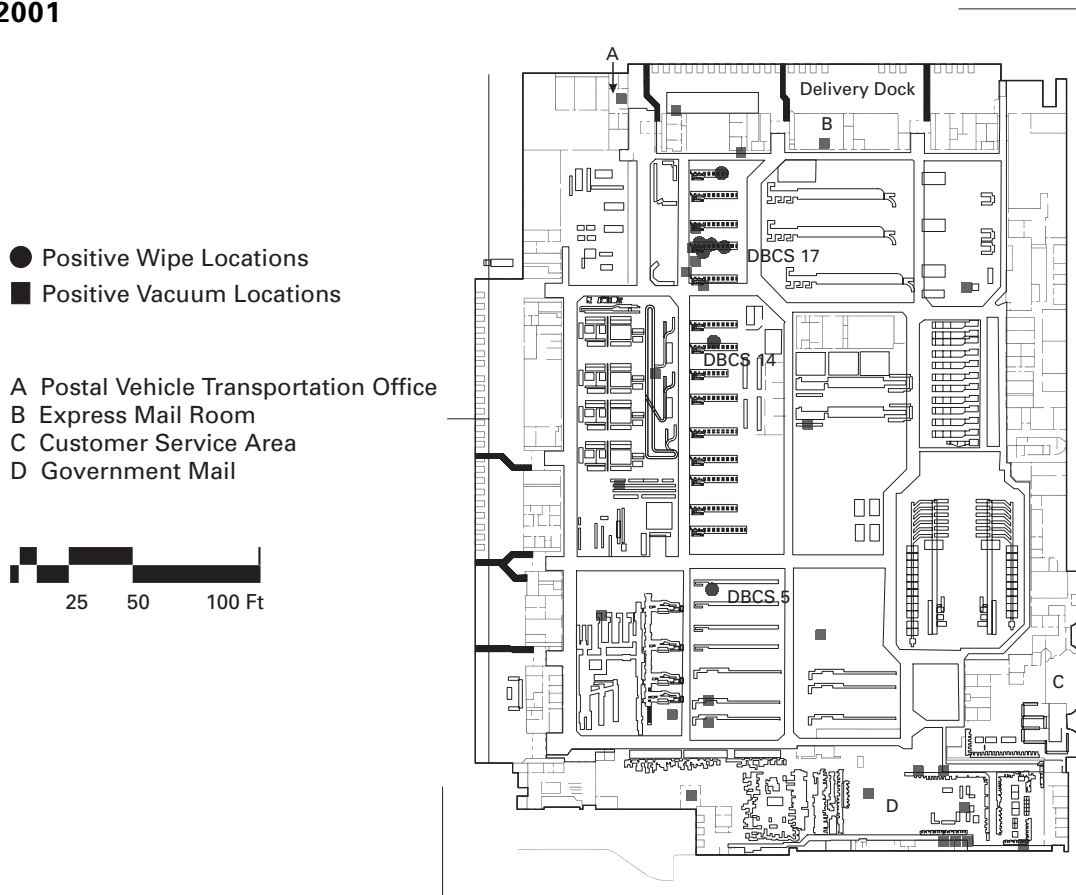 2001
A
Delivery Dock
B
Positive Wipe Locations
Positive Vacuum Locations
DBCS 17
DBCS 14
A Postal Vehicle Transportation Office
B Express Mail Room
C Customer Service Area
D Government Mail
25 50 100 Ft
DBCS 5
C
D